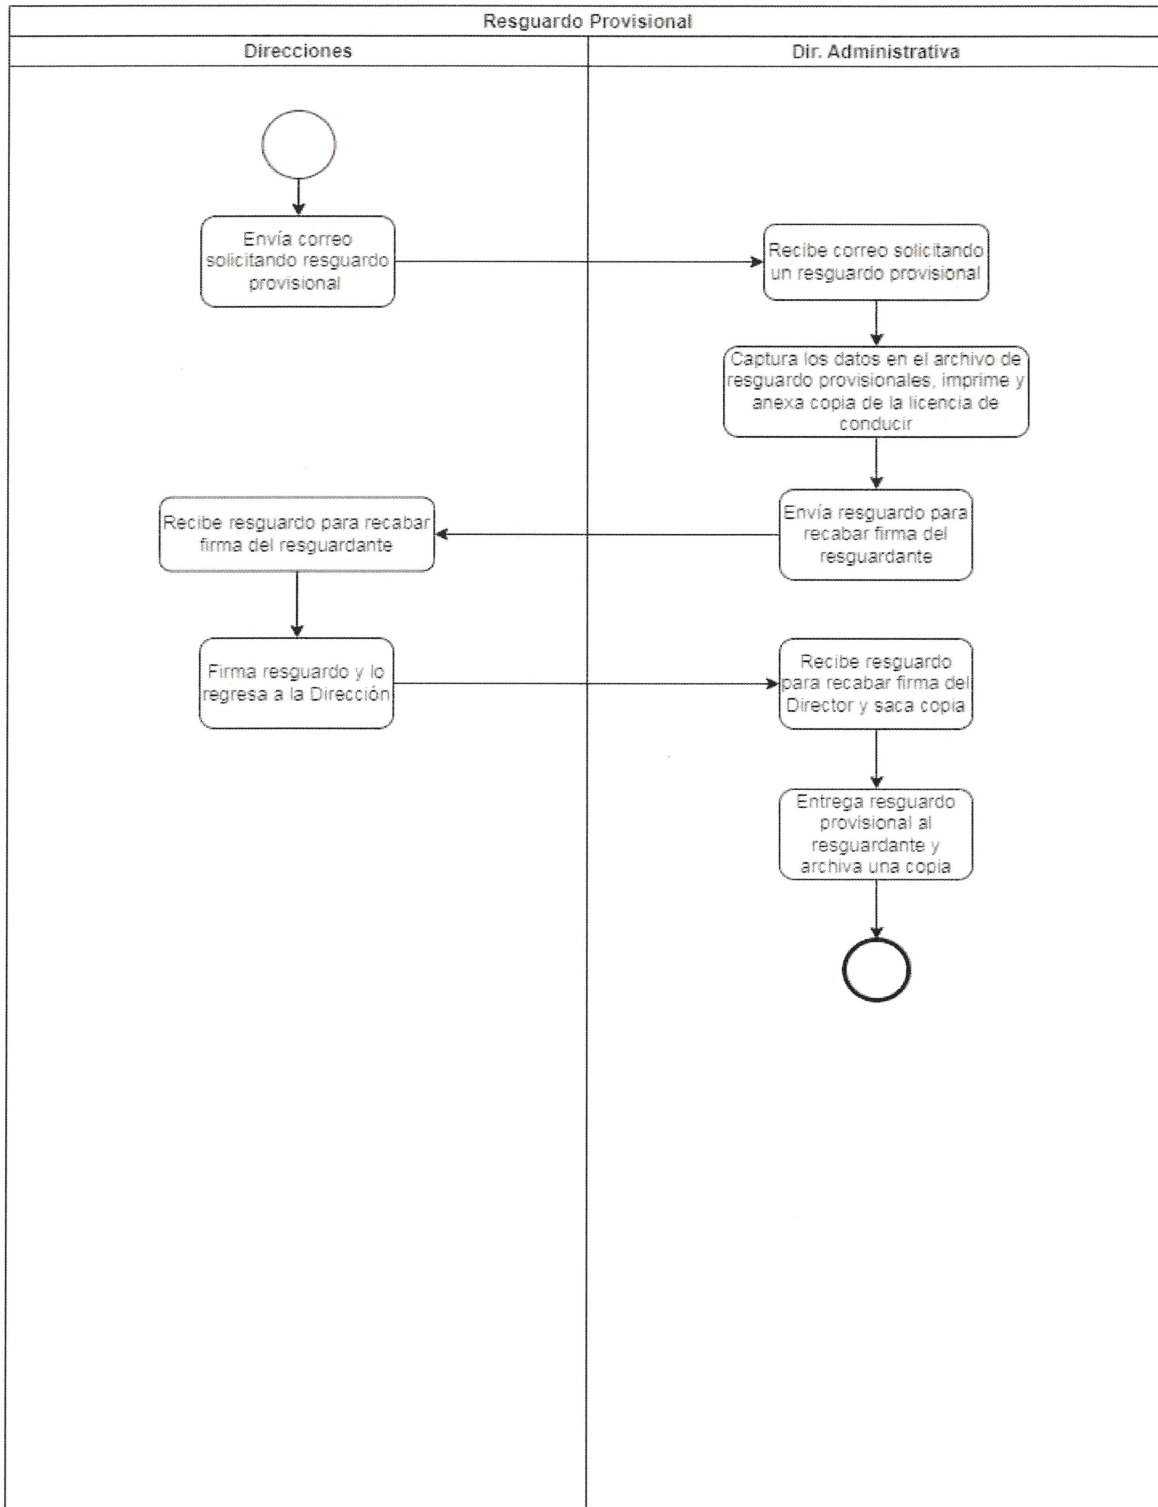 Resguardo Provisional
Direcciones
Dir. Administrativa
Envía correo
solicitando resguardo
provisional
Recibe correo solicitando
un resguardo provisional
Captura los datos en el archivo de
resguardo provisionales, imprime y
anexa copia de la licencia de
conducir
Envía resguardo para
recabar firma del
resguardante
Recibe resguardo para recabar
firma del resguardante
Firma resguardo y lo
regresa a la Dirección
Recibe resguardo
para recabar firma del
Director y saca copia
Entrega resguardo
provisional al
resguardante y
archiva una copia